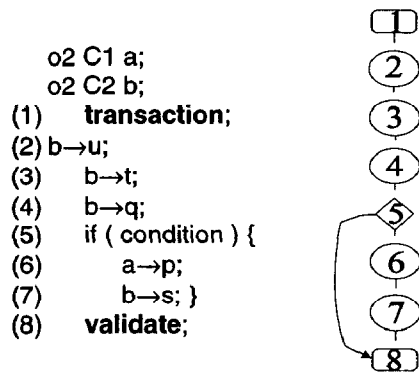 o2 C1 a;
o2 C2 b;
(1) transaction;
(2) b→u;
(3) b→t;
(4) b→q;
(5) if ( condition ) {
(6) a→p;
(7) b→s; }
(8) validate;
1
2
3
4
5
6
7
8